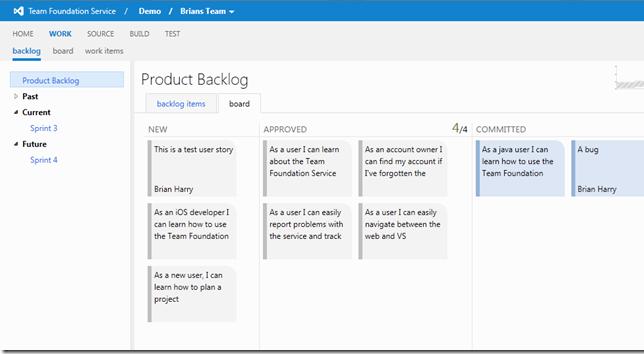 Team Foundation Service / Demo / Brians Team
HOME WORK SOURCE BUILD TEST
backlog board work items
Product Backlog
Past
Current
Sprint 3
Future
Sprint 4
Product Backlog
backlog items board
NEW
This is a test user story
Brian Harry
As an iOS developer I
can learn how to use
the Team Foundation
As a new user, I can
learn how to plan a
project
APPROVED 4/4
As a user I can learn
about the Team
Foundation Service
As an account owner I
can find my account if
I've forgotten the
As a user I can easily
report problems with
the service and track
As a user I can easily
navigate between the
web and VS
COMMITTED
As a java user I can
learn how to use the
Team Foundation
A bug
Brian Harry